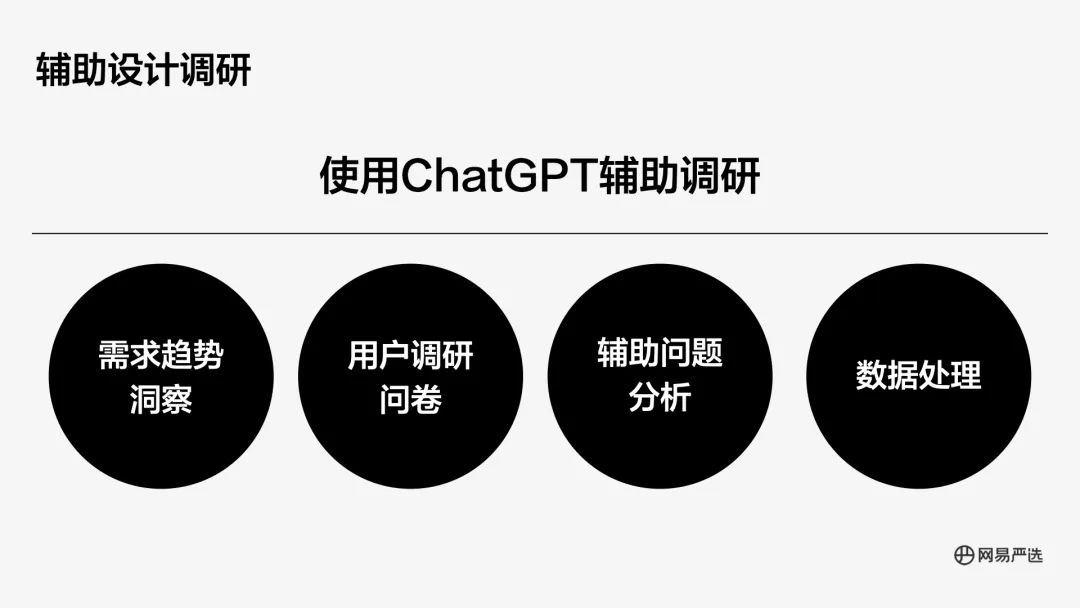 辅助设计调研
使用ChatGPT辅助调研
需求趋势
洞察
用户调研
问卷
辅助问题
分析
数据处理
网易严选